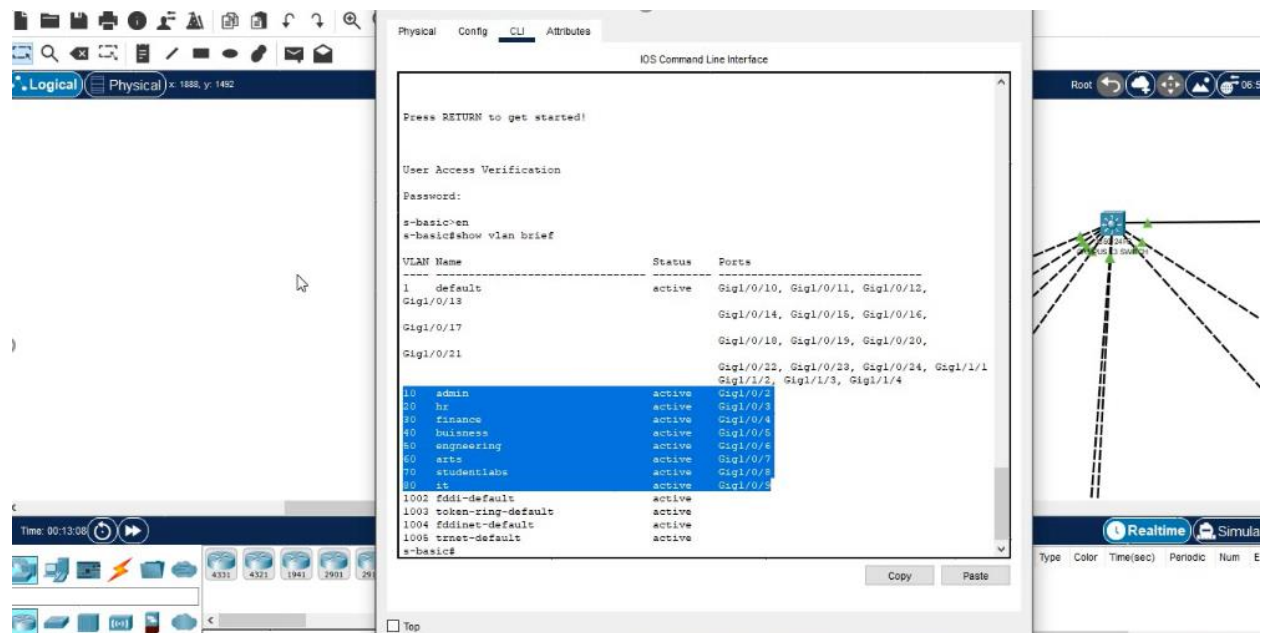 Physical Config CLI Attributes
IOS Command Line Interface
Logical Physical x: 1888, y: 1492
Root 06:5
Press RETURN to get started!
User Access Verification
Password:
s-basic>en
s-basic#show vlan brief
VLAN Name Status Ports
---- -------------------------------- --------- -------------------------------
1 default active Gig1/0/10, Gig1/0/11, Gig1/0/12,
Gig1/0/13
Gig1/0/14, Gig1/0/15, Gig1/0/16,
Gig1/0/17
Gig1/0/18, Gig1/0/19, Gig1/0/20,
Gig1/0/21
Gig1/0/22, Gig1/0/23, Gig1/0/24, Gig1/1/1
Gig1/1/2, Gig1/1/3, Gig1/1/4
10 admin active Gig1/0/2
20 hr active Gig1/0/3
30 finance active Gig1/0/4
40 buisness active Gig1/0/5
50 engneering active Gig1/0/6
60 arts active Gig1/0/7
70 studentlabs active Gig1/0/8
80 it active Gig1/0/9
1002 fddi-default active
1003 token-ring-default active
1004 fddinet-default active
1005 trnet-default active
s-basic#
SWITCH
Time: 00:13:08
Realtime Simula
4331 4321 1941 2901 291
Type Color Time(sec) Periodic Num E
Copy Paste
Top